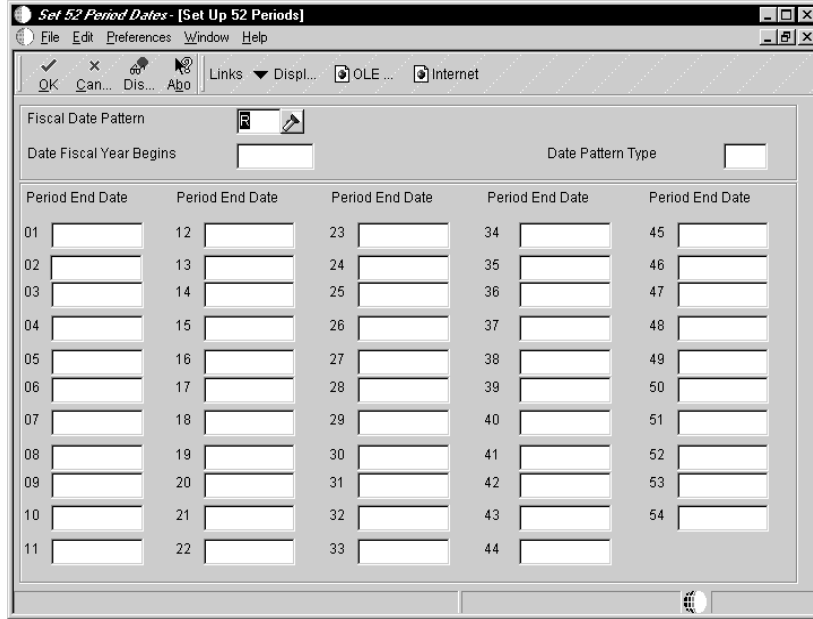 Set 52 Period Dates - [Set Up 52 Periods]
File Edit Preferences Window Help
OK Can... Dis... Abo Links Displ... OLE ... Internet
Fiscal Date Pattern R
Date Fiscal Year Begins Date Pattern Type
Period End Date Period End Date Period End Date Period End Date Period End Date
01 12 23 34 45
02 13 24 35 46
03 14 25 36 47
04 15 26 37 48
05 16 27 38 49
06 17 28 39 50
07 18 29 40 51
08 19 30 41 52
09 20 31 42 53
10 21 32 43 54
11 22 33 44